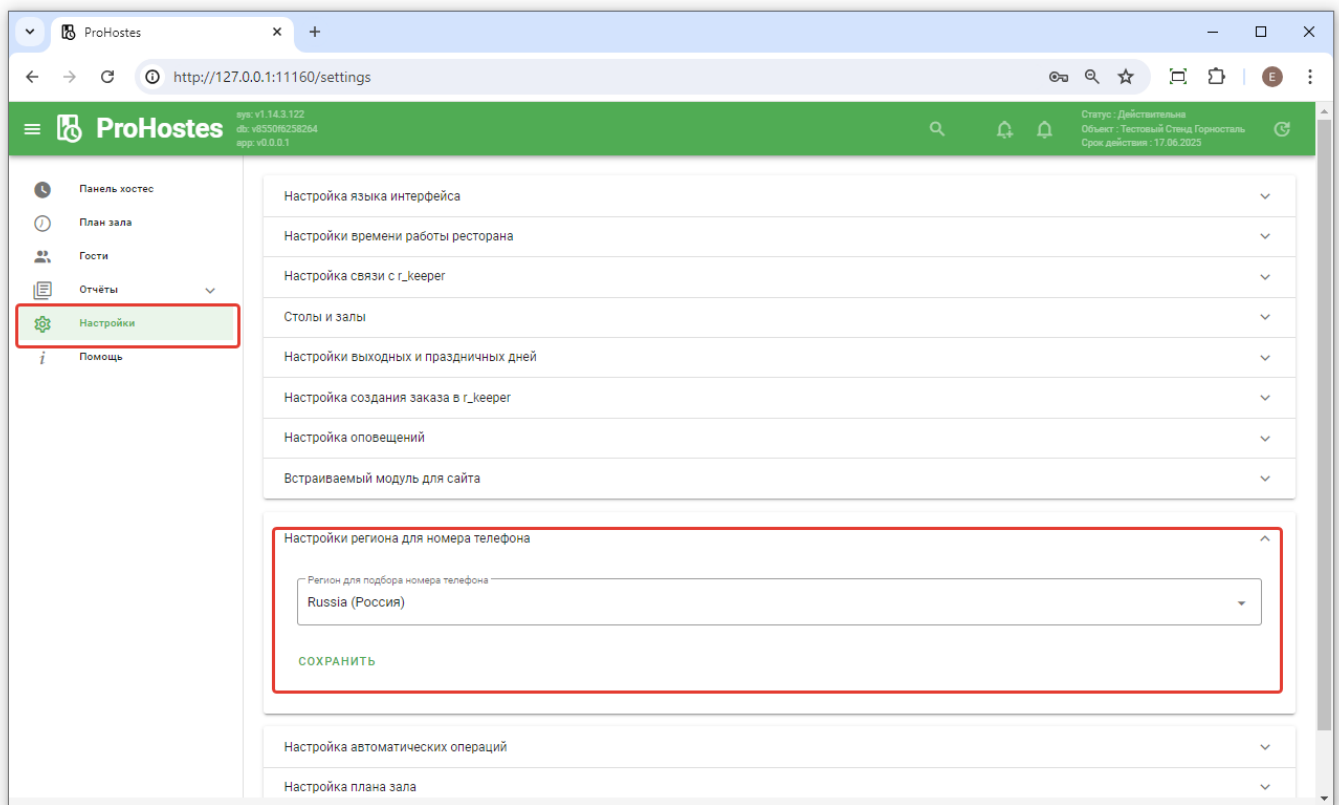 ProHostes
http://127.0.0.1:11160/settings
E
ProHostes
sys: v1.14.3.122
db: v8550f6258264
app: v0.0.0.1
Статус : Действительна
Объект : Тестовый Стенд Горносталь
Срок действия : 17.06.2025
Панель хостес
План зала
Гости
Отчёты
Настройки
Помощь
Настройка языка интерфейса
Настройки времени работы ресторана
Настройка связи с r_keeper
Столы и залы
Настройки выходных и праздничных дней
Настройка создания заказа в r_keeper
Настройка оповещений
Встраиваемый модуль для сайта
Настройки региона для номера телефона
Регион для подбора номера телефона
Russia (Россия)
СОХРАНИТЬ
Настройка автоматических операций
Настройка плана зала